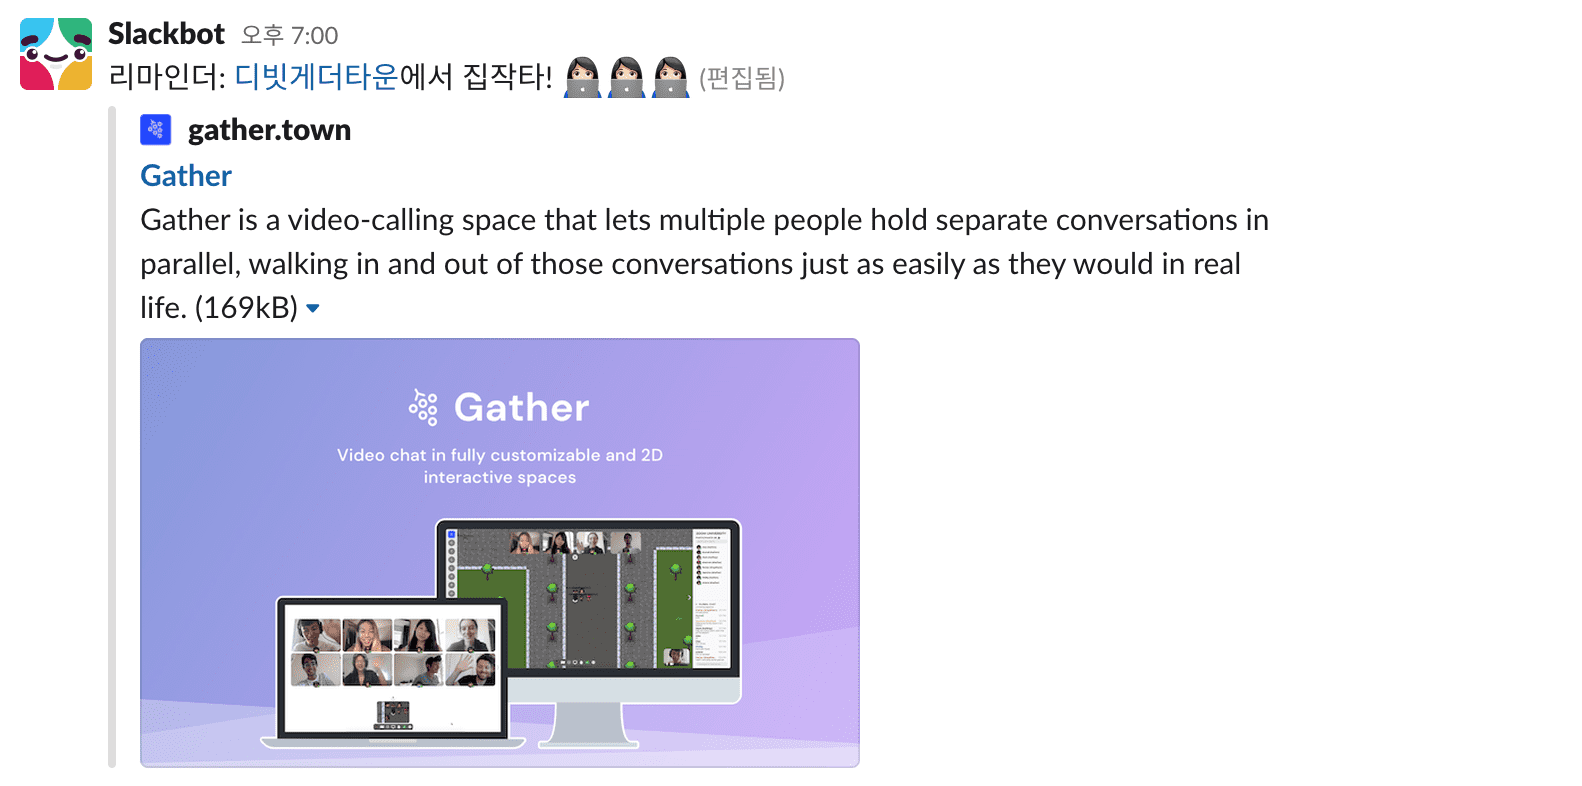 Slackbot 오후 7:00
리마인더: 디빗게더타운에서 집작타! 👩🏻‍💻👩🏻‍💻👩🏻‍💻 (편집됨)
gather.town
Gather
Gather is a video-calling space that lets multiple people hold separate conversations in
parallel, walking in and out of those conversations just as easily as they would in real
life. (169kB)
Gather
Video chat in fully customizable and 2D
interactive spaces